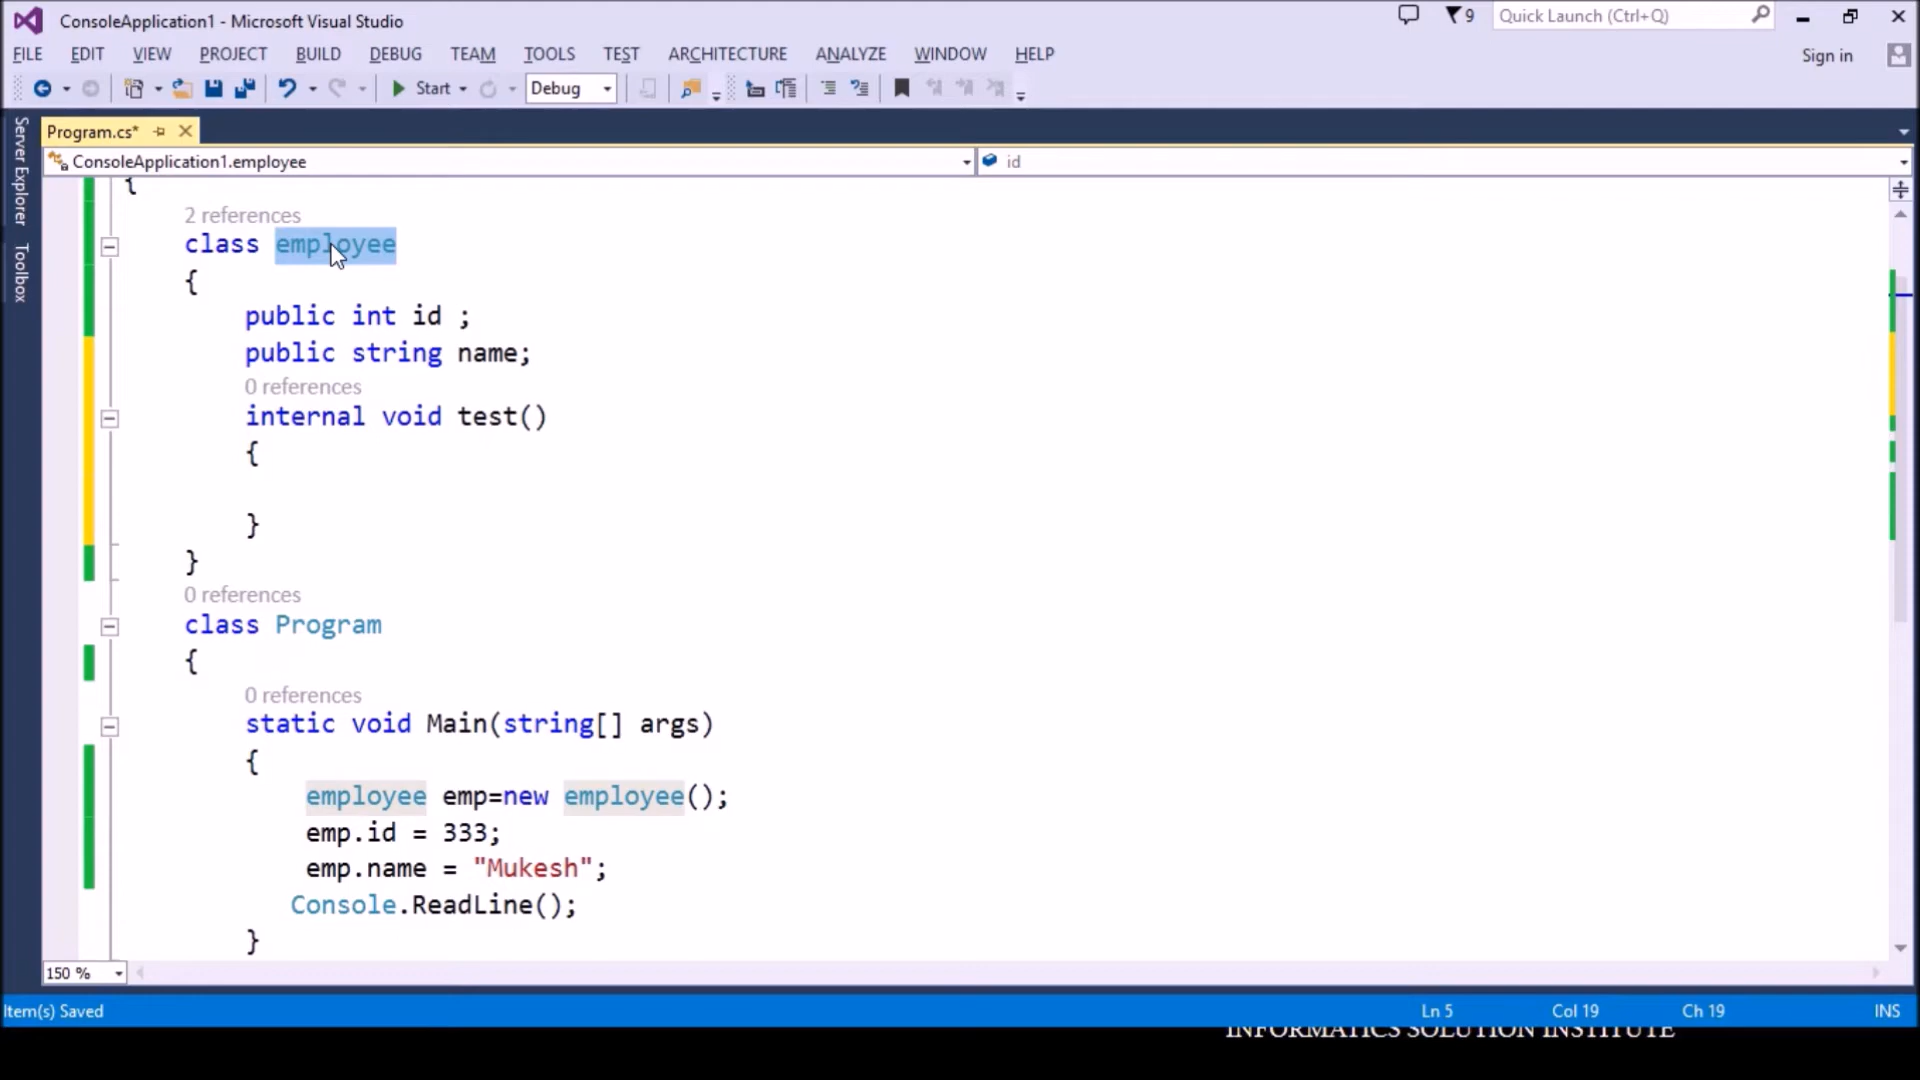 ConsoleApplication1 - Microsoft Visual Studio
9
Quick Launch (Ctrl+Q)
FILE EDIT VIEW PROJECT BUILD DEBUG TEAM TOOLS TEST ARCHITECTURE ANALYZE WINDOW HELP
Sign in
Start
Debug
Server Explorer
Toolbox
Program.cs*
ConsoleApplication1.employee
id
{
2 references
class employee
{
public int id ;
public string name;
0 references
internal void test()
{
}
}
0 references
class Program
{
0 references
static void Main(string[] args)
{
employee emp=new employee();
emp.id = 333;
emp.name = "Mukesh";
Console.ReadLine();
}
150 %
Item(s) Saved
Ln 5
Col 19
Ch 19
INS
INFORMATICS SOLUTION INSTITUTE